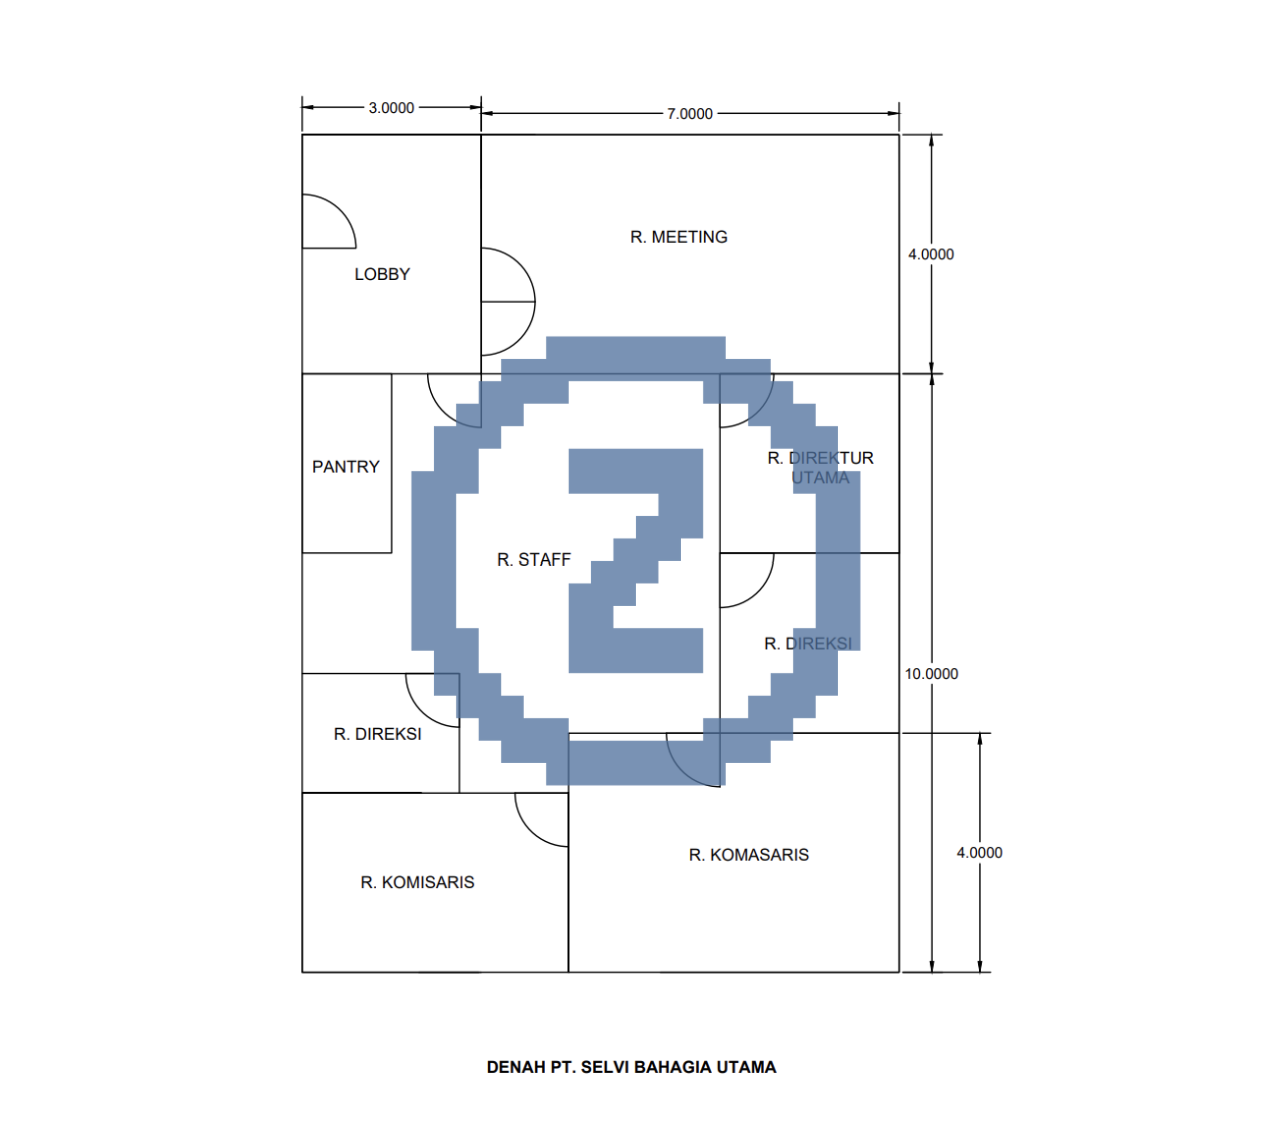 3.0000
7.0000
R. MEETING
4.0000
LOBBY
PANTRY
R. DIREKTUR
UTAMA
R. STAFF
R. DIREKSI
10.0000
R. DIREKSI
4.0000
R. KOMASARIS
R. KOMISARIS
DENAH PT. SELVI BAHAGIA UTAMA
Z